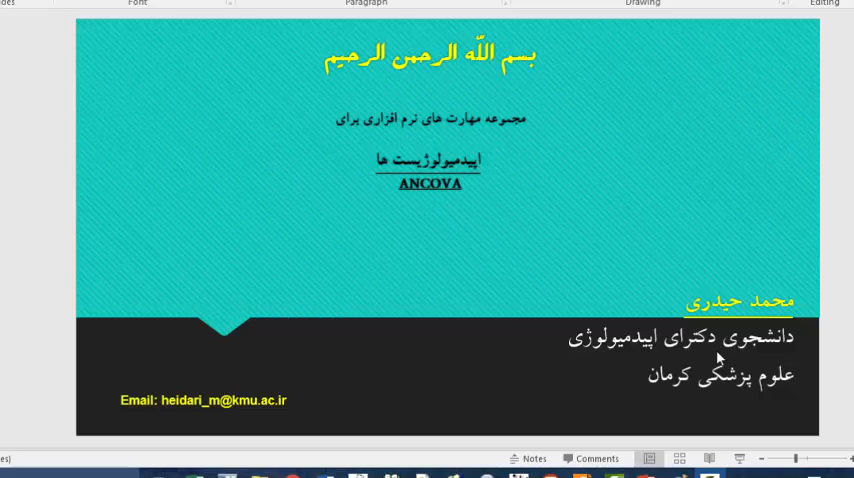 Font
Paragraph
Drawing
Editing
بسم الله الرحمن الرحیم
مجموعه مهارت های نرم افزاری برای
اپیدمیولوژیست ها
ANCOVA
محمد حیدری
دانشجوی دکترای اپیدمیولوژی
علوم پزشکی کرمان
Email: heidari_m@kmu.ac.ir
Notes
Comments